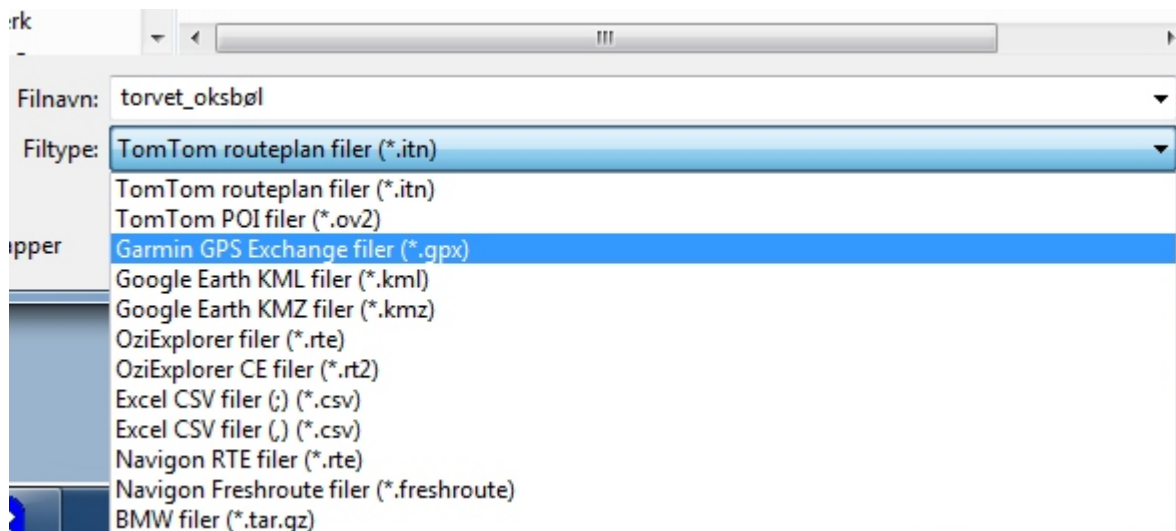 erk
Filnavn: torvet_oksbøl
Filtype: TomTom routeplan filer (*.itn)
TomTom routeplan filer (*.itn)
TomTom POI filer (*.ov2)
apper
Garmin GPS Exchange filer (*.gpx)
Google Earth KML filer (*.kml)
Google Earth KMZ filer (*.kmz)
OziExplorer filer (*.rte)
OziExplorer CE filer (*.rt2)
Excel CSV filer (;) (*.csv)
Excel CSV filer (,) (*.csv)
Navigon RTE filer (*.rte)
Navigon Freshroute filer (*.freshroute)
BMW filer (*.tar.gz)